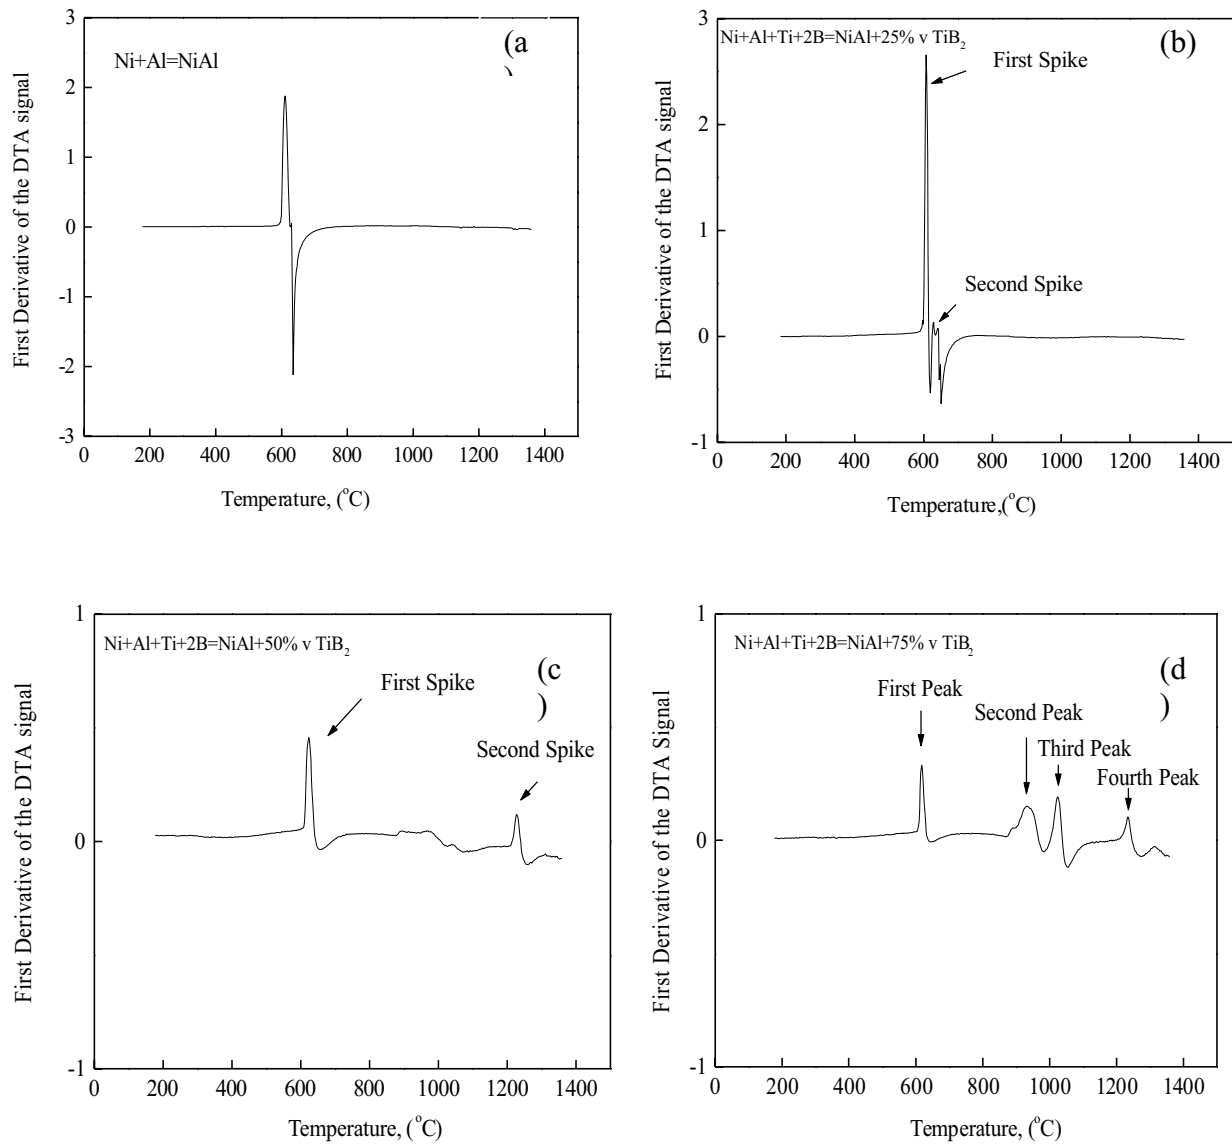 3
2
1
0
-1
-2
-3
0 200 400 600 800 1000 1200 1400
First Derivative of the DTA signal
Temperature, (°C)
Ni+Al=NiAl
(a
)
3
2
1
0
-1
0 200 400 600 800 1000 1200 1400
First Derivative of the DTA signal
Temperature,(°C)
Ni+Al+Ti+2B=NiAl+25% v TiB₂
(b)
First Spike
Second Spike
1
0
-1
0 200 400 600 800 1000 1200 1400
First Derivative of the DTA signal
Temperature, (°C)
Ni+Al+Ti+2B=NiAl+50% v TiB₂
(c
)
First Spike
Second Spike
1
0
-1
0 200 400 600 800 1000 1200 1400
First Derivative of the DTA Signal
Temperature, (°C)
Ni+Al+Ti+2B=NiAl+75% v TiB₂
(d
)
First Peak
Second Peak
Third Peak
Fourth Peak